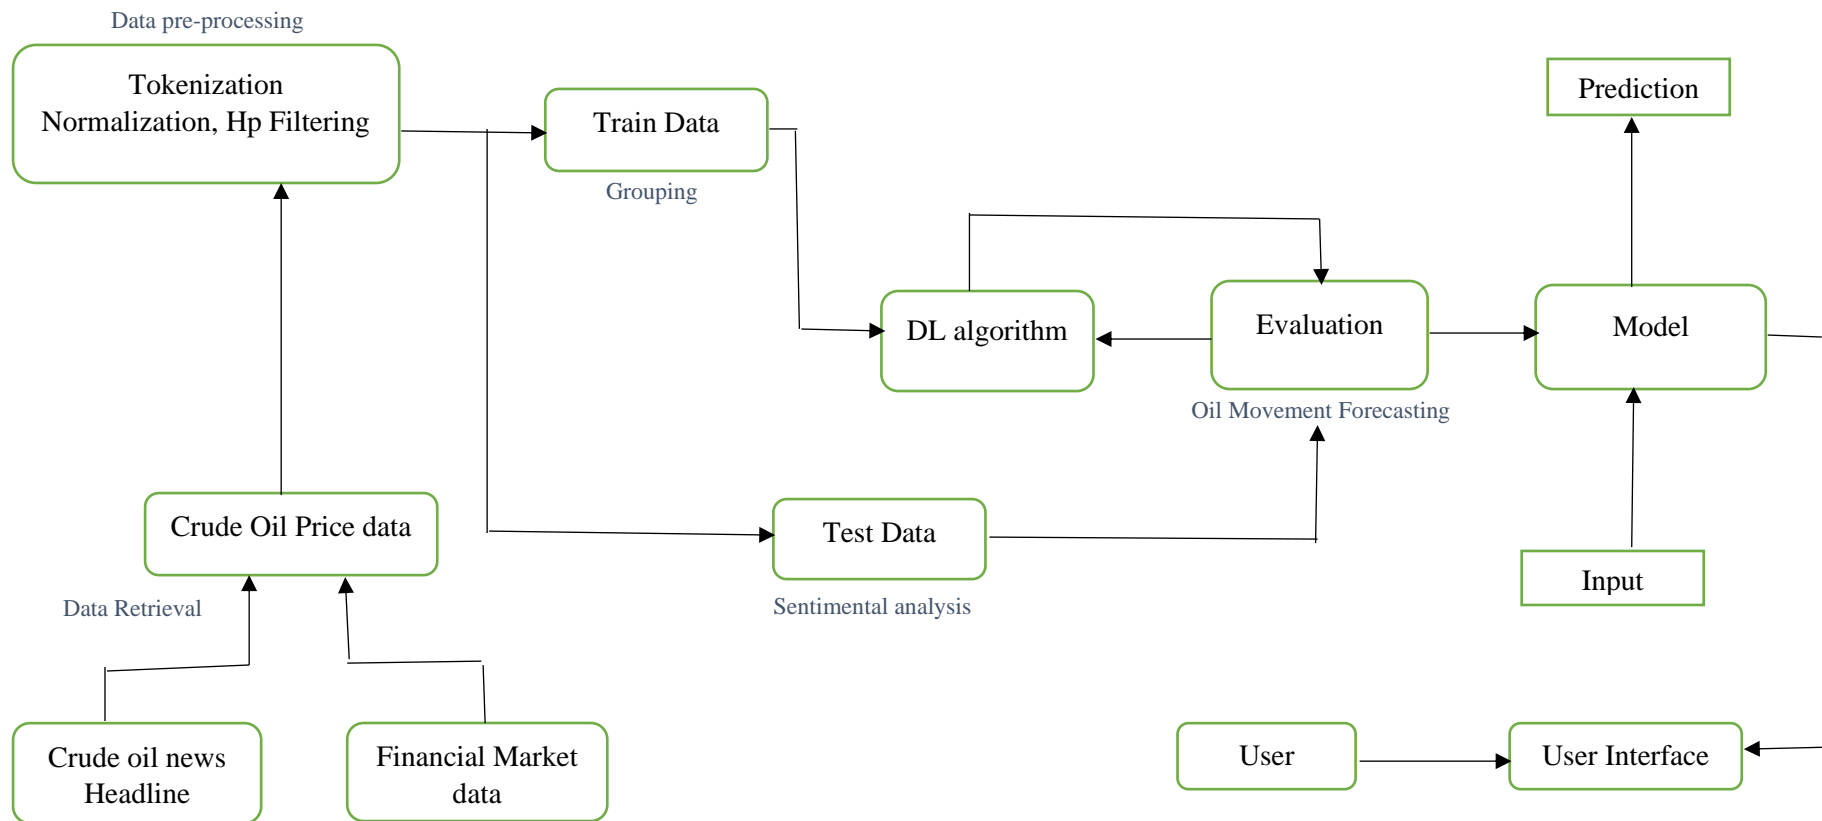 Data pre-processing
Tokenization
Normalization, Hp Filtering
Train Data
Grouping
Prediction
DL algorithm
Evaluation
Model
Oil Movement Forecasting
Crude Oil Price data
Test Data
Input
Data Retrieval
Sentimental analysis
Crude oil news
Headline
Financial Market
data
User
User Interface